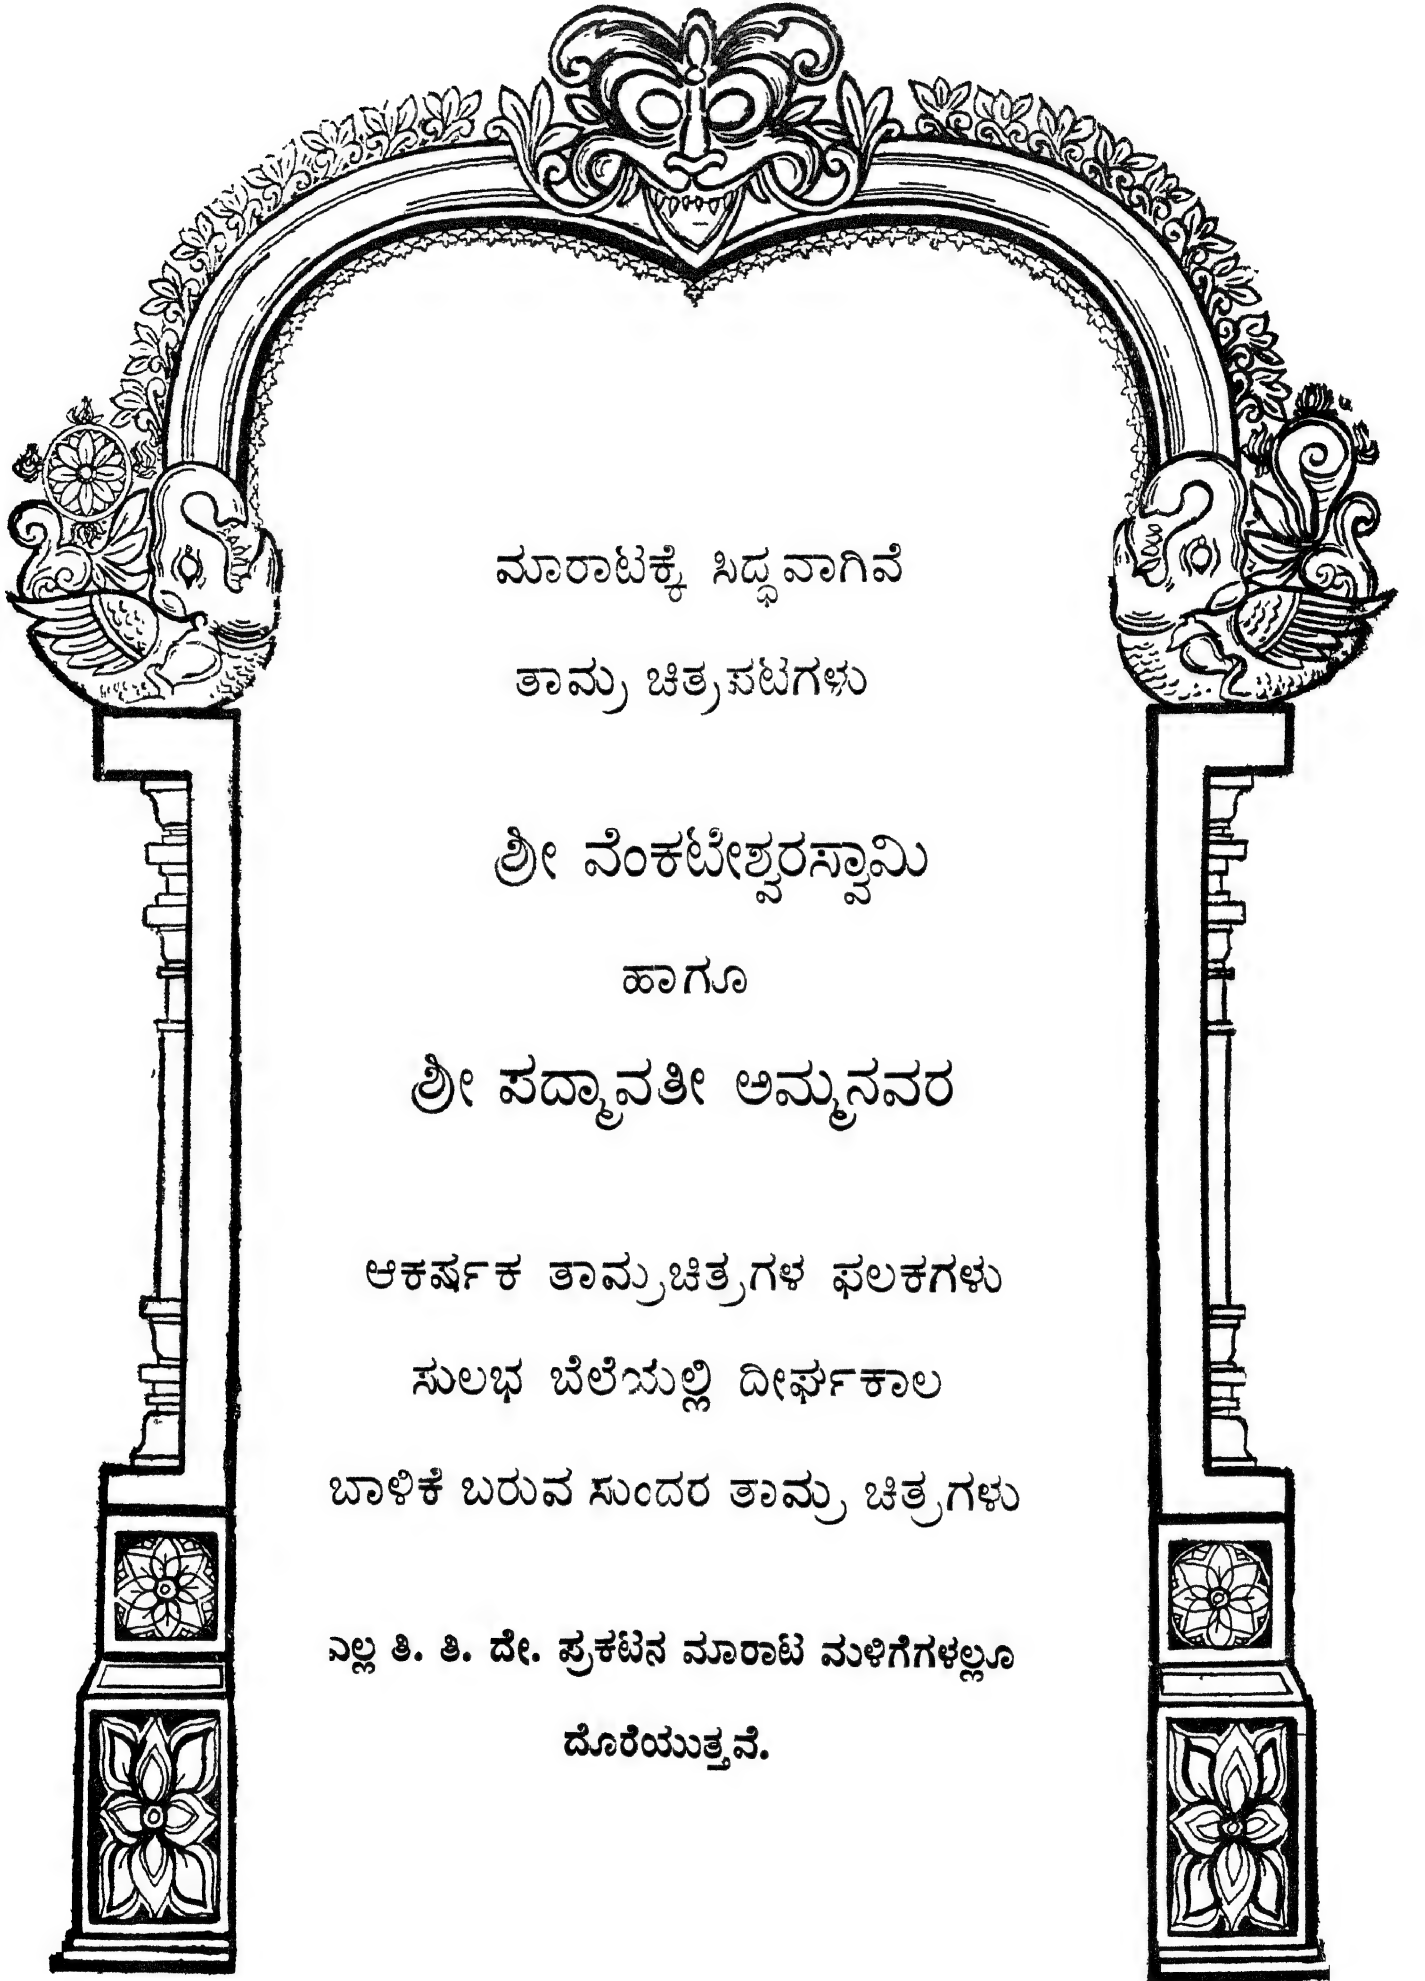 ಮಾರಾಟಕ್ಕೆ ಸಿದ್ಧವಾಗಿವೆ
ತಾಮ್ರ ಚಿತ್ರಪಟಗಳು
ಶ್ರೀ ವೆಂಕಟೇಶ್ವರಸ್ವಾಮಿ
ಹಾಗೂ
ಶ್ರೀ ಪದ್ಮಾವತೀ ಅಮ್ಮನವರ
ಆಕರ್ಷಕ ತಾಮ್ರಚಿತ್ರಗಳ ಫಲಕಗಳು
ಸುಲಭ ಬೆಲೆಯಲ್ಲಿ ದೀರ್ಘಕಾಲ
ಬಾಳಿಕೆ ಬರುವ ಸುಂದರ ತಾಮ್ರ ಚಿತ್ರಗಳು
ಎಲ್ಲ ತಿ. ತಿ. ದೇ. ಪ್ರಕಟನ ಮಾರಾಟ ಮಳಿಗೆಗಳಲ್ಲೂ
ದೊರೆಯುತ್ತವೆ.